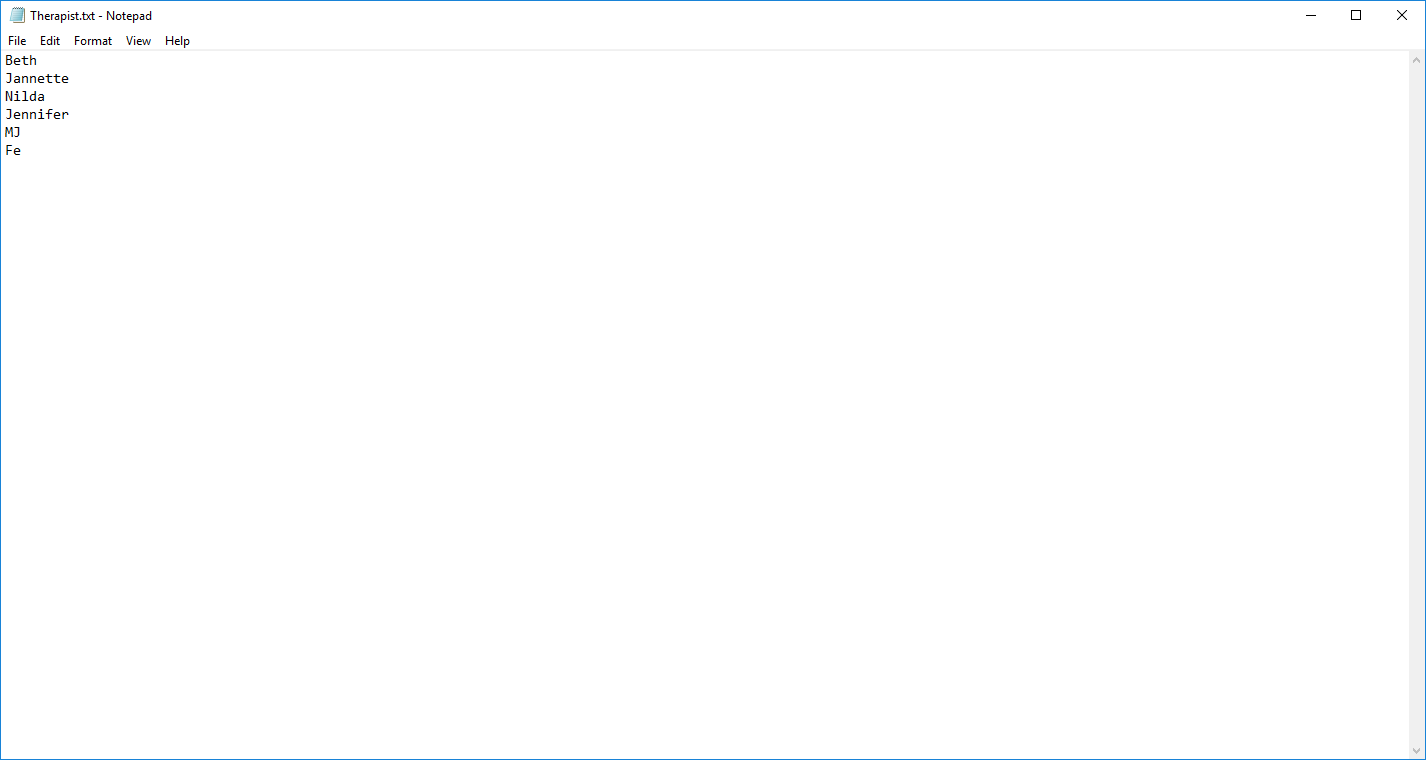 Therapist.txt - Notepad
File Edit Format View Help
Beth
Jannette
Nilda
Jennifer
MJ
Fe